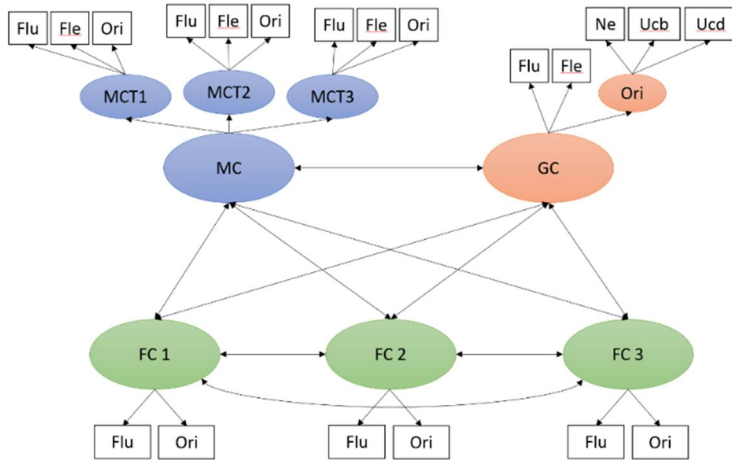 Flu Fle Ori
Flu Fle Ori
Flu Fle Ori
Ne Ucb Ucd
Flu Fle
MCT1
MCT2
MCT3
Ori
MC
GC
FC 1
FC 2
FC 3
Flu Ori
Flu Ori
Flu Ori